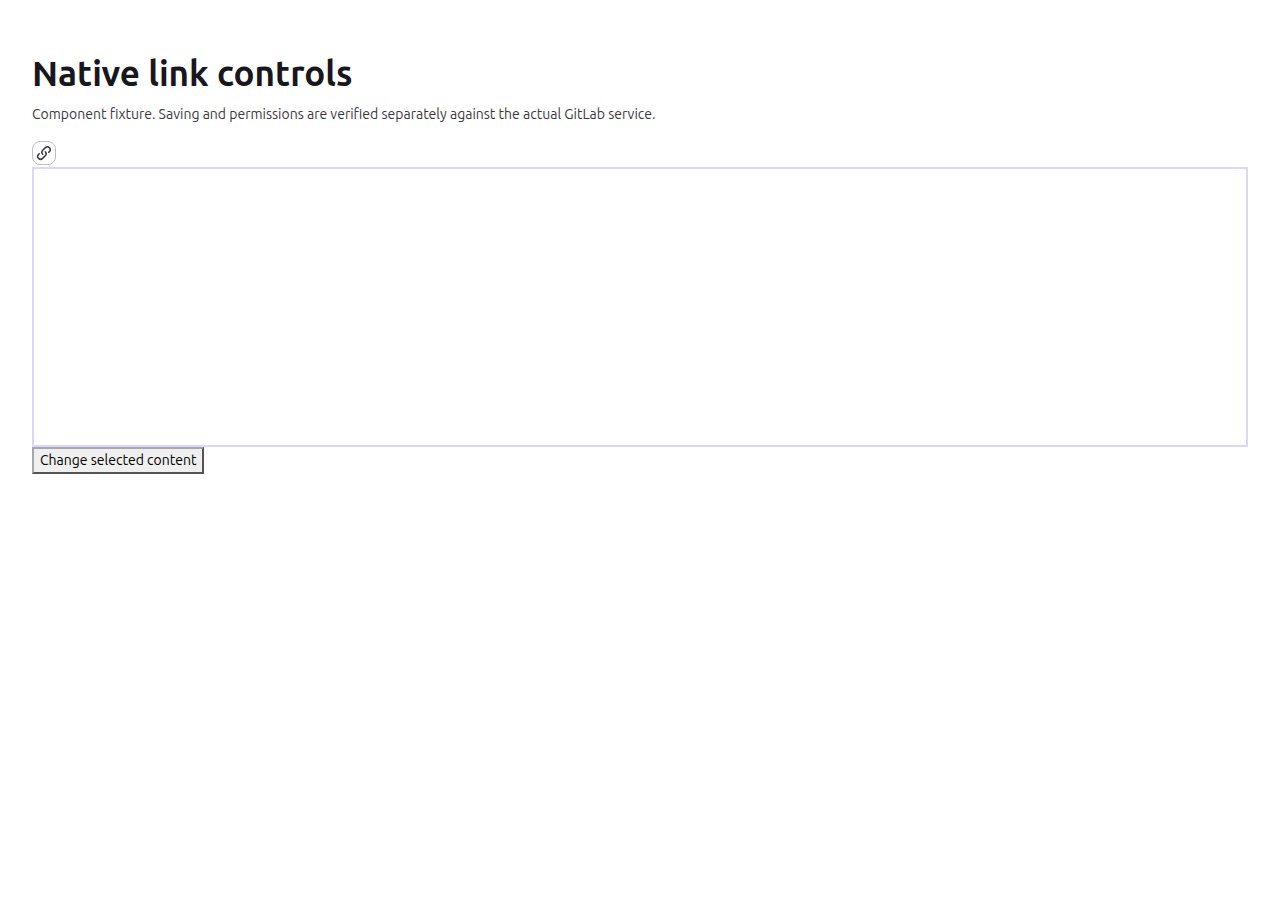 Native link controls
Component fixture. Saving and permissions are verified separately against the actual GitLab service.
Change selected content